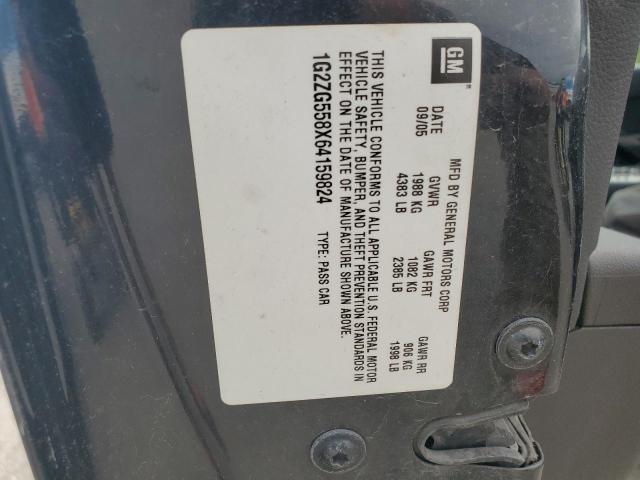 GM
MFD BY GENERAL MOTORS CORP
DATE GVWR GAWR FRT GAWR RR
09/05 1988 KG 1082 KG 906 KG
4383 LB 2385 LB 1998 LB
THIS VEHICLE CONFORMS TO ALL APPLICABLE U.S. FEDERAL MOTOR
VEHICLE SAFETY, BUMPER, AND THEFT PREVENTION STANDARDS IN
EFFECT ON THE DATE OF MANUFACTURE SHOWN ABOVE.
1G2ZG558X64159824 TYPE: PASS CAR